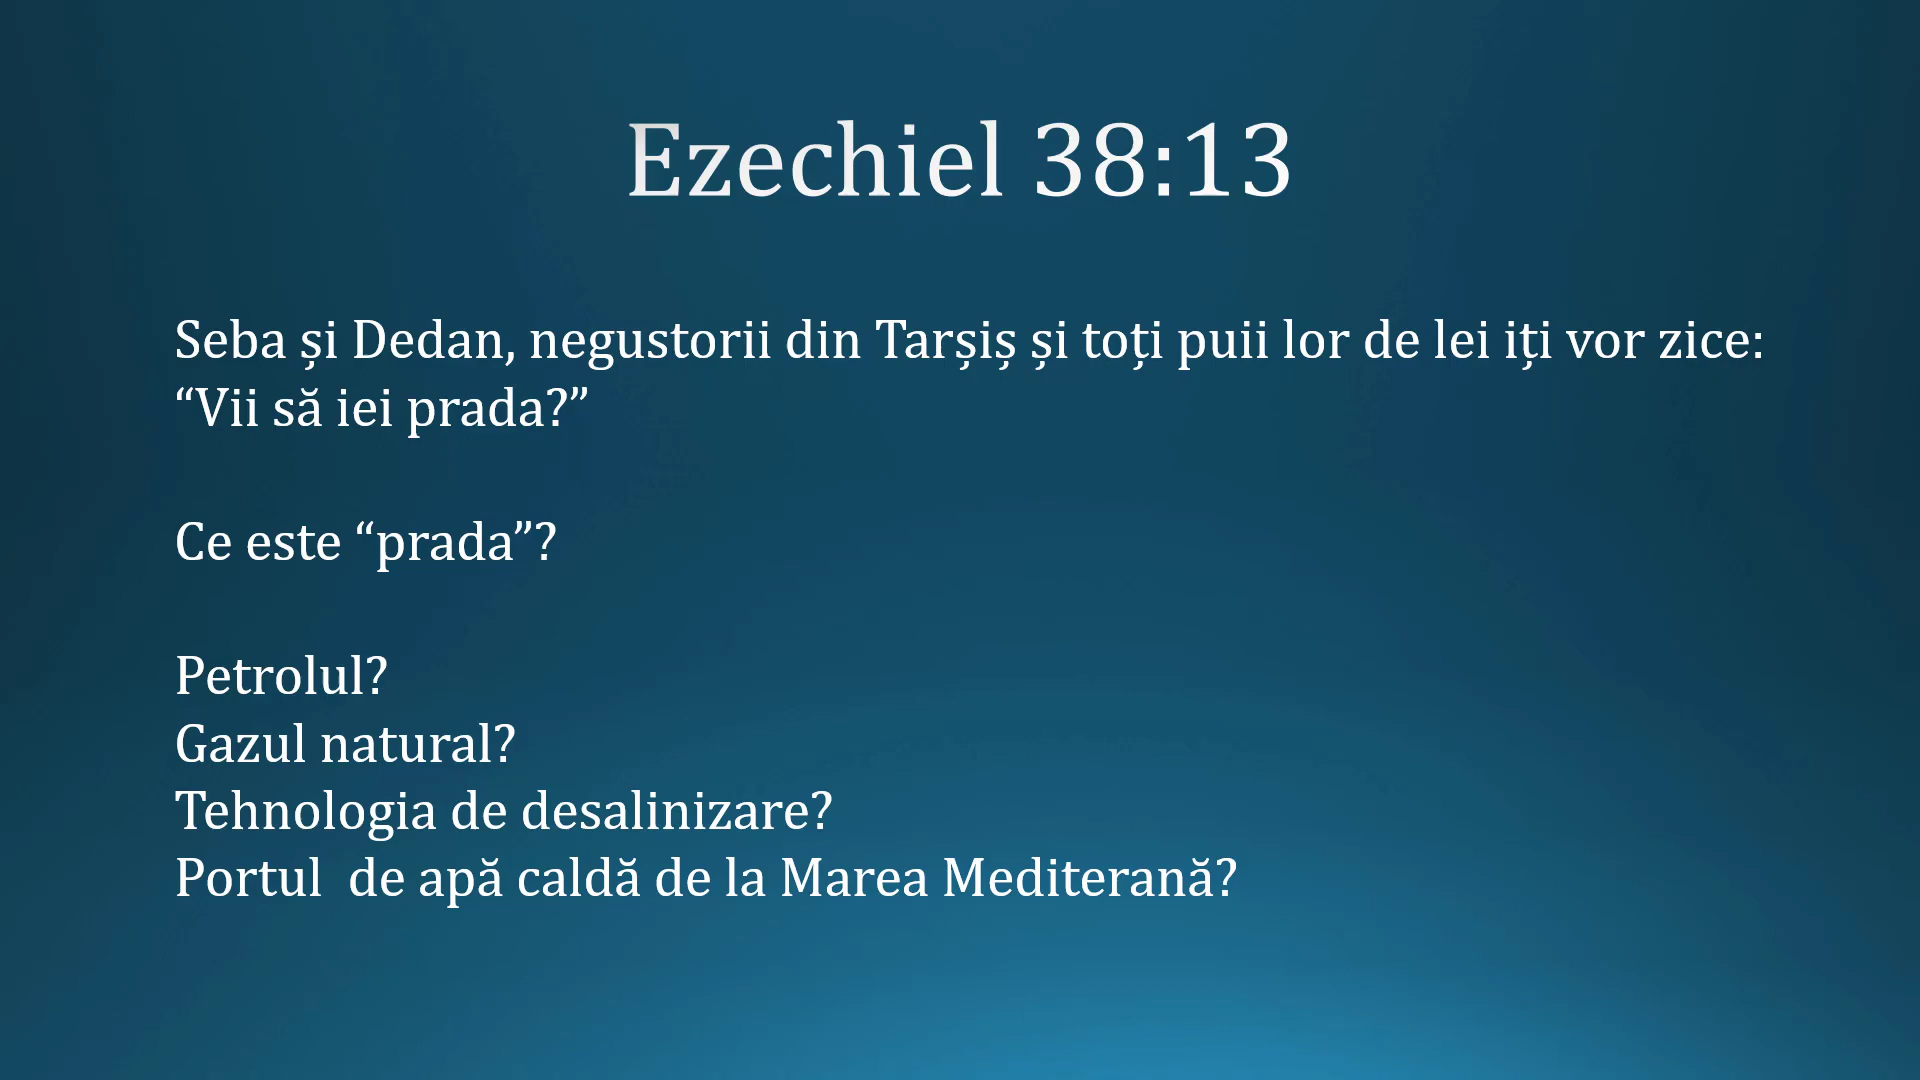 Ezechiel 38:13
Seba și Dedan, negustorii din Tarșiș și toți puii lor de lei iți vor zice:
“Vii să iei prada?”
Ce este “prada”?
Petrolul?
Gazul natural?
Tehnologia de desalinizare?
Portul  de apă caldă de la Marea Mediterană?